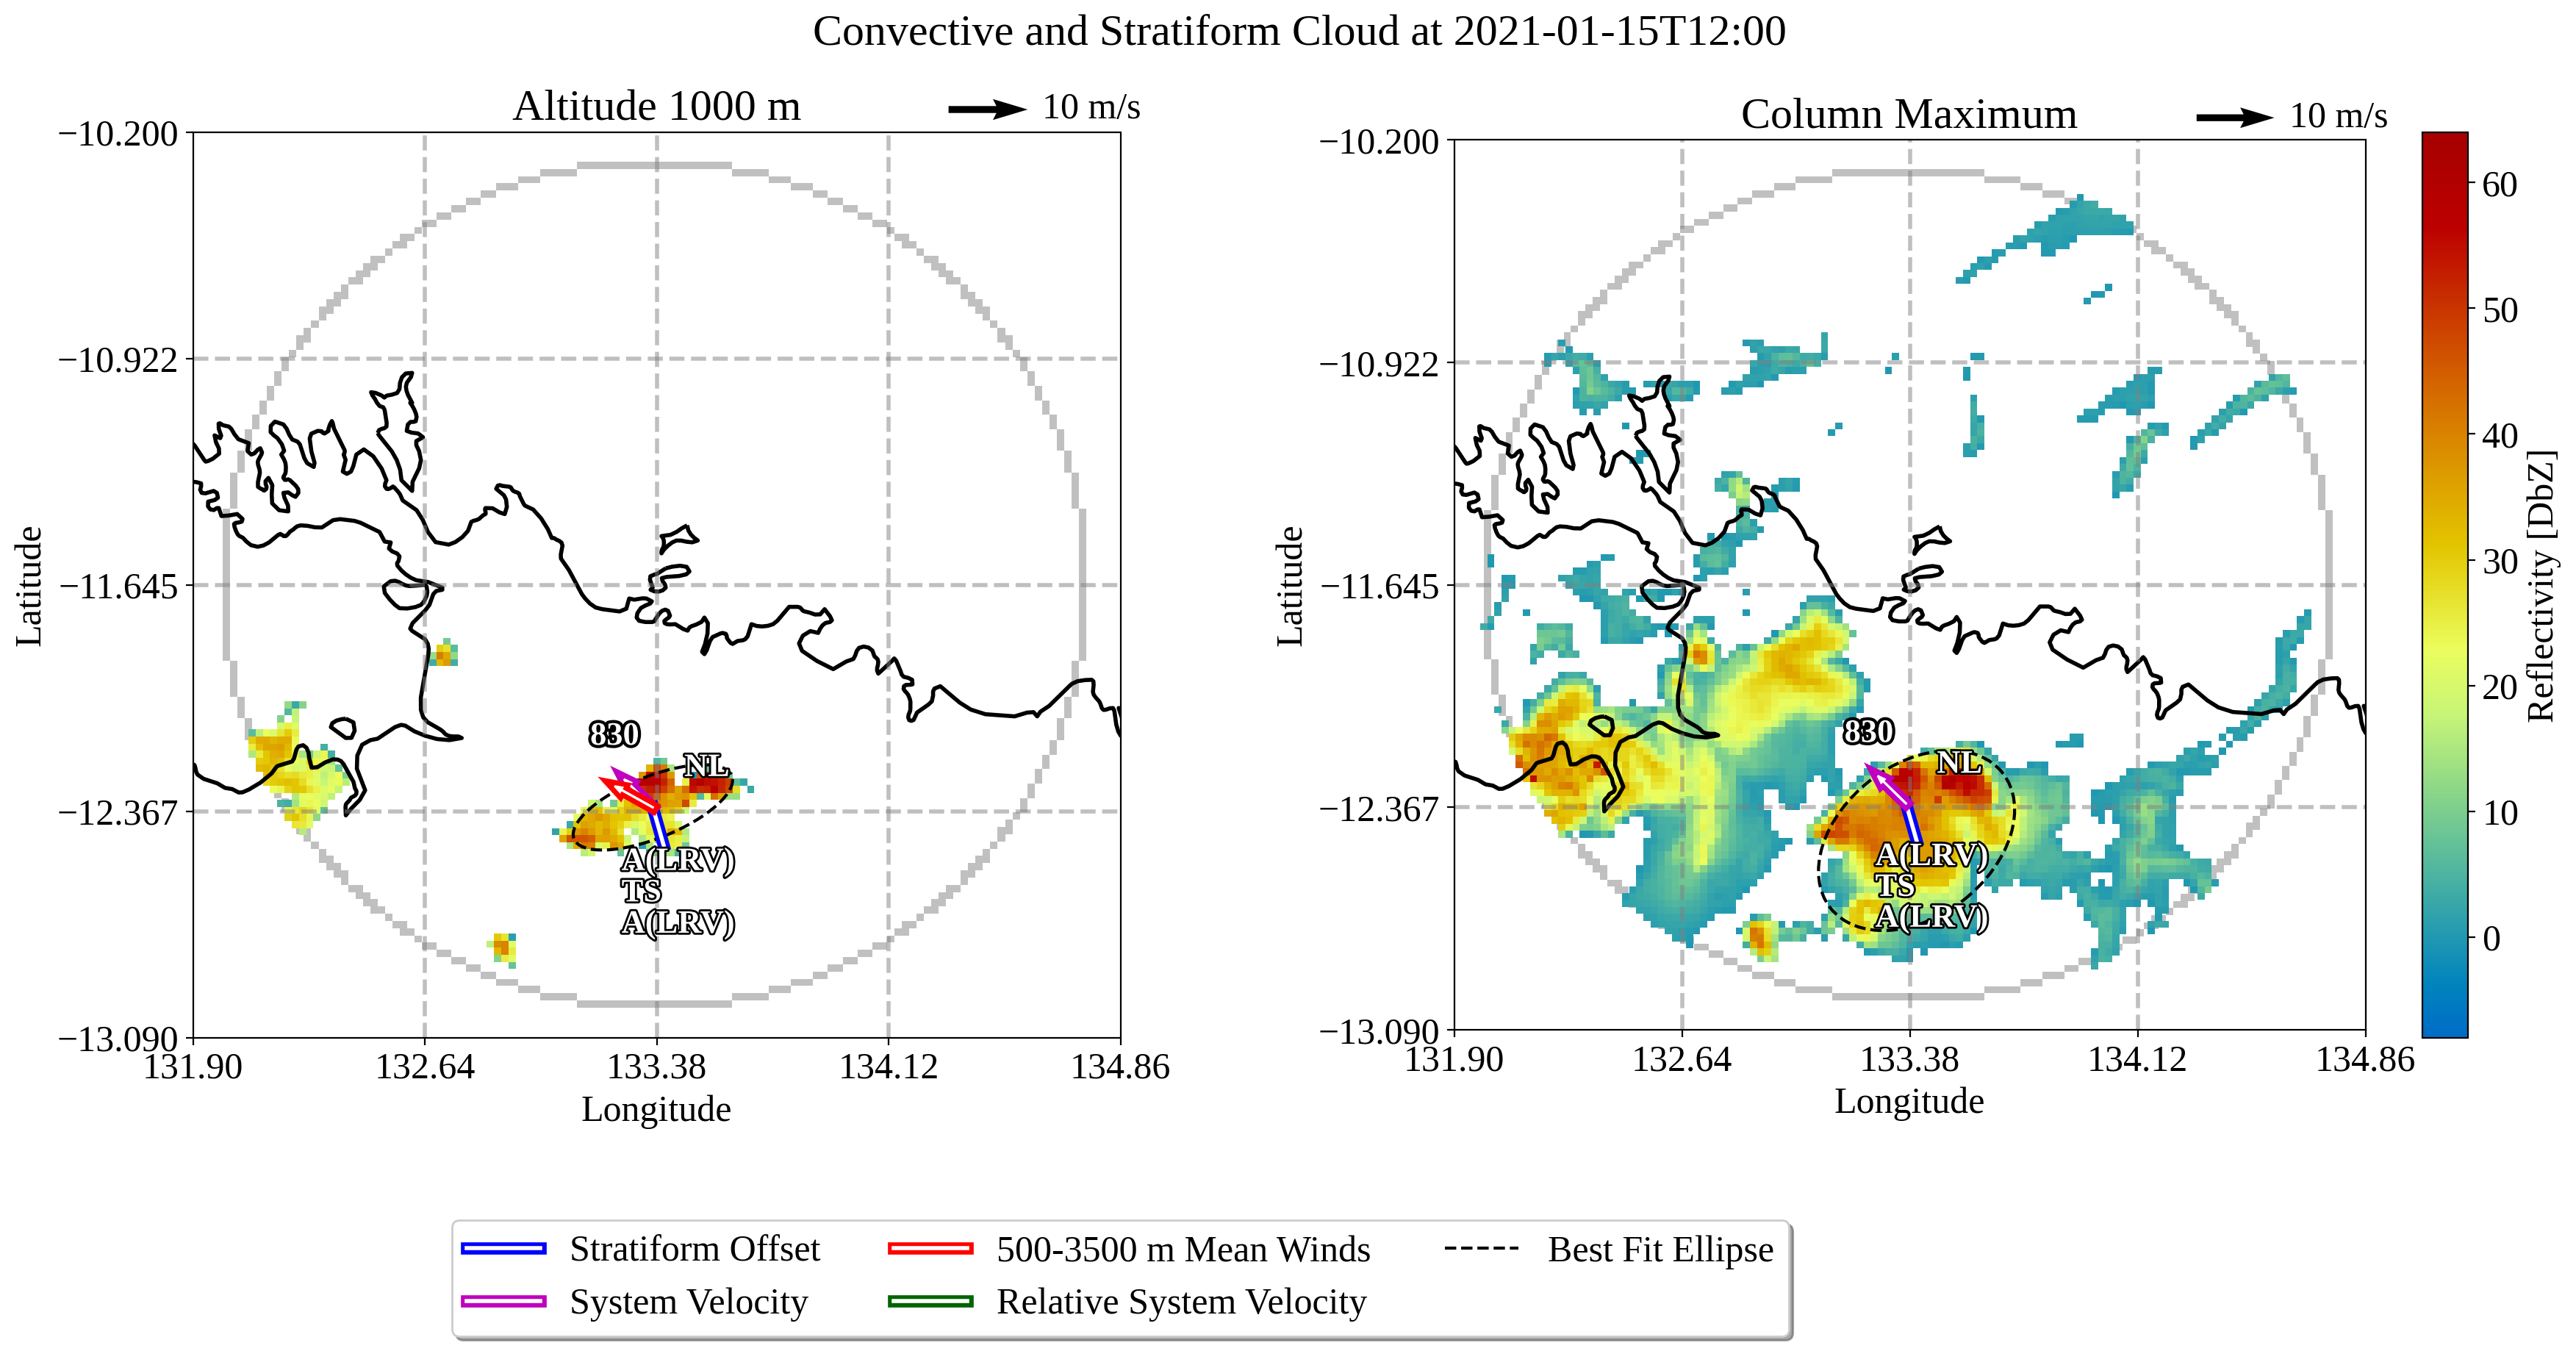 Convective and Stratiform Cloud at 2021-01-15T12:00
Altitude 1000 m
10 m/s
−10.200
−10.922
−11.645
−12.367
−13.090
131.90
132.64
133.38
134.12
134.86
Latitude
Longitude
830
NL
A(LRV)
TS
A(LRV)
Column Maximum
10 m/s
−10.200
−10.922
−11.645
−12.367
−13.090
131.90
132.64
133.38
134.12
134.86
Latitude
Longitude
830
NL
A(LRV)
TS
A(LRV)
60
50
40
30
20
10
0
Reflectivity [DbZ]
Stratiform Offset
System Velocity
500-3500 m Mean Winds
Relative System Velocity
Best Fit Ellipse